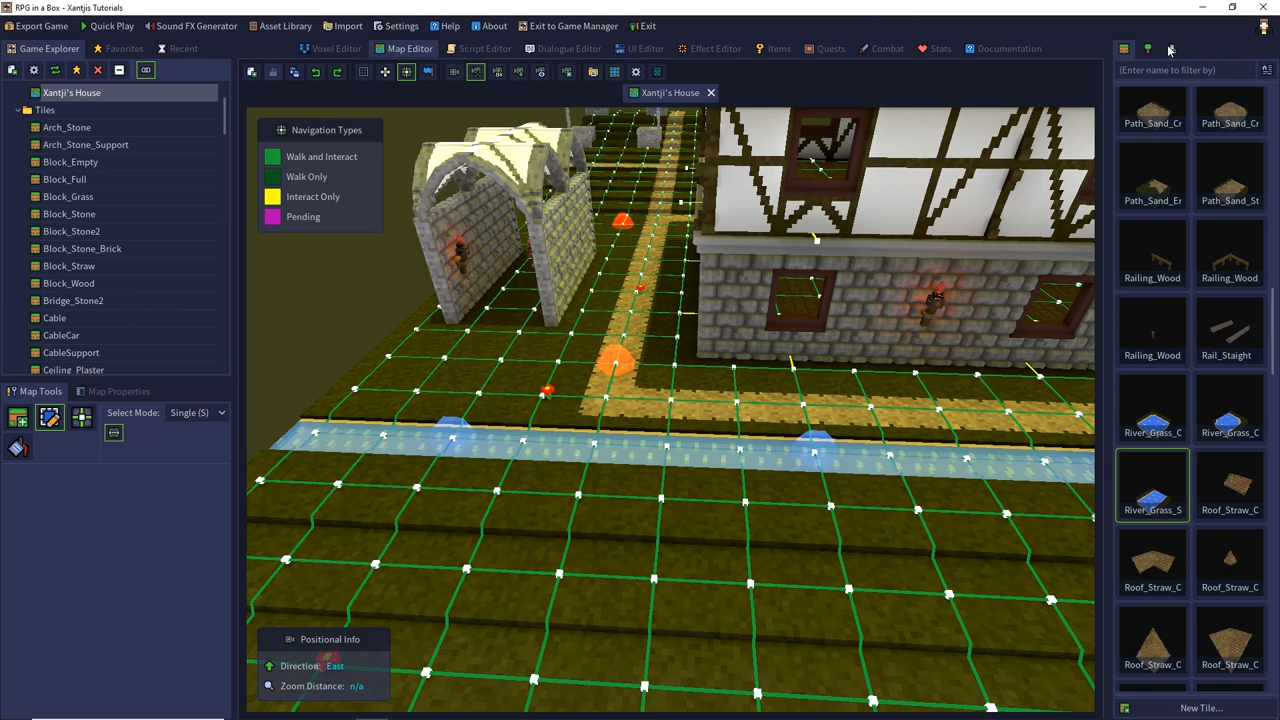 RPG in a Box - Xantjis Tutorials
Export Game Quick Play Sound FX Generator Asset Library Import Settings Help About Exit to Game Manager Exit
Game Explorer Favorites Recent Voxel Editor Map Editor Script Editor Dialogue Editor UI Editor Effect Editor Items Quests Combat Stats Documentation
(Enter name to filter by)
Xantji's House
Xantji's House
Tiles
Arch_Stone
Arch_Stone_Support
Block_Empty
Block_Full
Block_Grass
Block_Stone
Block_Stone2
Block_Stone_Brick
Block_Straw
Block_Wood
Bridge_Stone2
Cable
CableCar
CableSupport
Ceiling_Plaster
Map Tools Map Properties
Select Mode: Single (S)
Navigation Types
Walk and Interact
Walk Only
Interact Only
Pending
Positional Info
Direction: East
Zoom Distance: n/a
Path_Sand_Cr Path_Sand_Cr
Path_Sand_Er Path_Sand_St
Railing_Wood Railing_Wood
Railing_Wood Rail_Staight
River_Grass_C River_Grass_C
River_Grass_S Roof_Straw_C
Roof_Straw_C Roof_Straw_C
Roof_Straw_C Roof_Straw_C
New Tile...